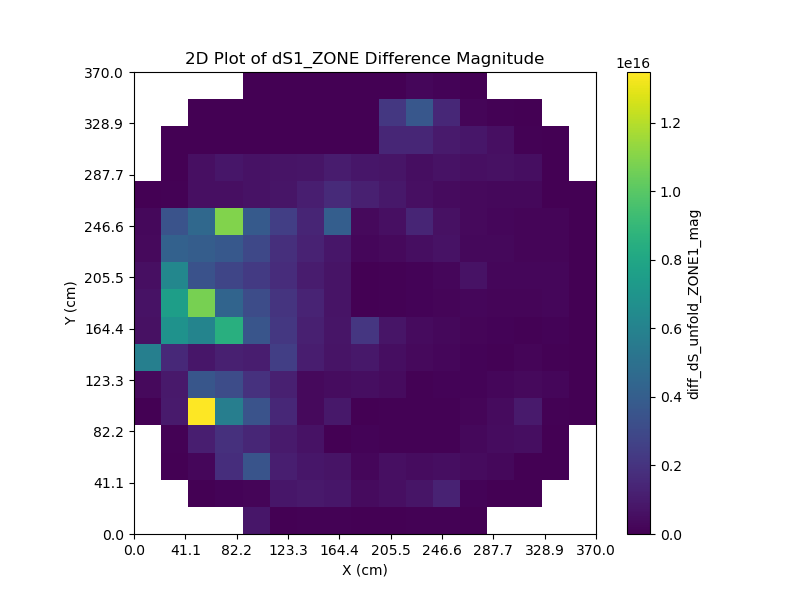 2D Plot of dS1_ZONE Difference Magnitude
1e16
370.0
328.9
287.7
246.6
205.5
164.4
123.3
82.2
41.1
0.0
Y (cm)
0.0 41.1 82.2 123.3 164.4 205.5 246.6 287.7 328.9 370.0
X (cm)
1.2
1.0
0.8
0.6
0.4
0.2
0.0
diff_dS_unfold_ZONE1_mag